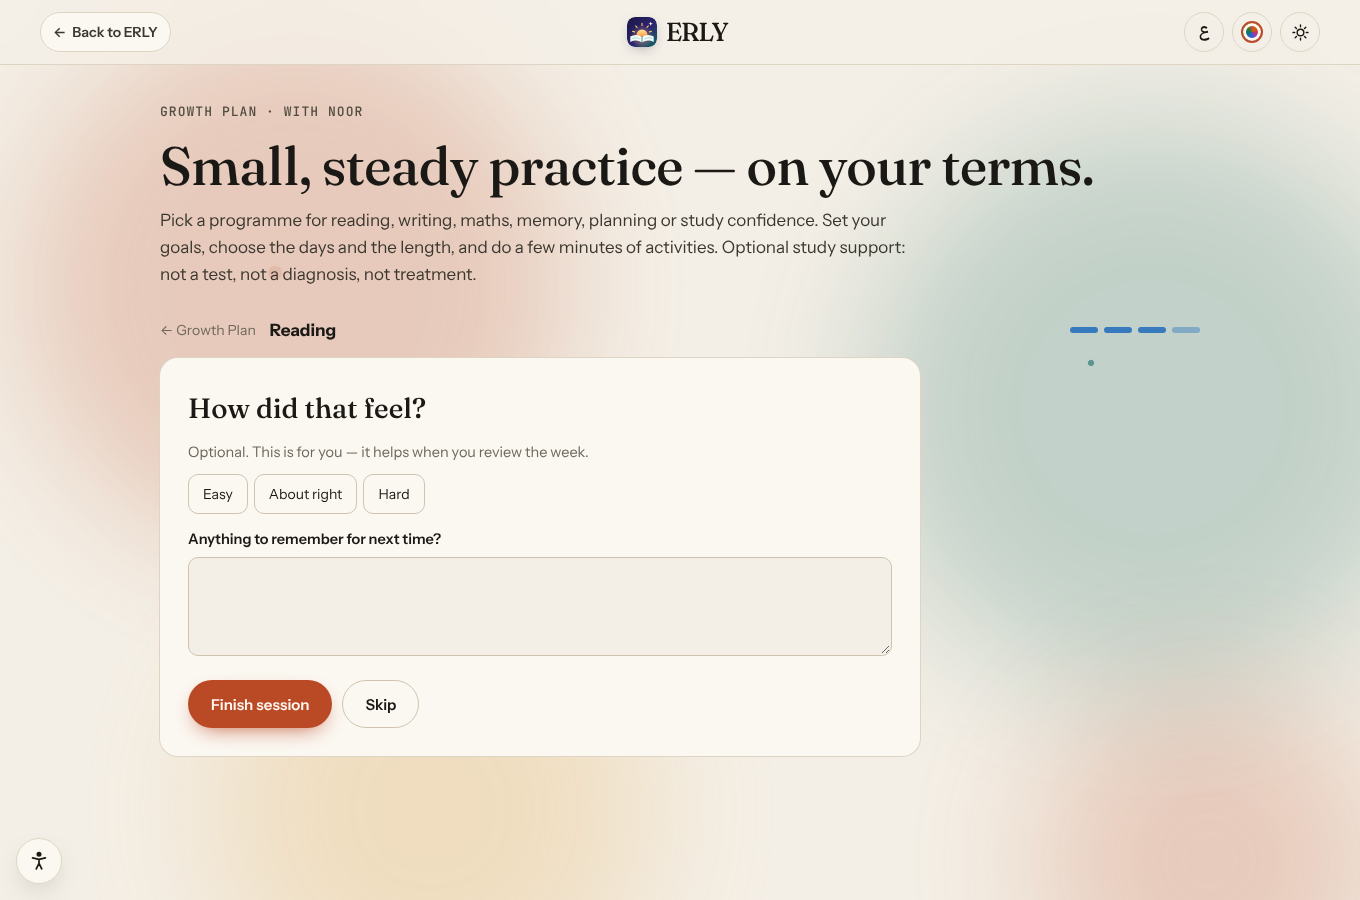 ← Back to ERLY
ERLY
ع
GROWTH PLAN · WITH NOOR
Small, steady practice — on your terms.
Pick a programme for reading, writing, maths, memory, planning or study confidence. Set your
goals, choose the days and the length, and do a few minutes of activities. Optional study support:
not a test, not a diagnosis, not treatment.
← Growth Plan Reading
How did that feel?
Optional. This is for you — it helps when you review the week.
Easy About right Hard
Anything to remember for next time?
Finish session Skip